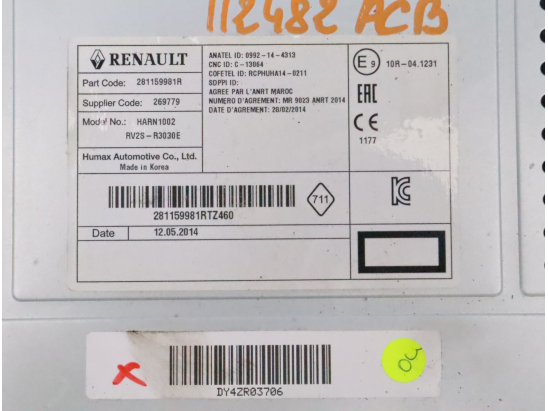 112482 ACB
RENAULT
Part Code: 281159981R
Supplier Code: 269779
Model No.: HARN1002
RV2S-R3030E
Humax Automotive Co., Ltd.
Made in Korea
ANATEL ID: 0992-14-4313
CNC ID: C-13064
COFETEL ID: RCPHUHA14-0211
SDPPI ID:
AGREE PAR L'ANRT MAROC
NUMERO D'AGREMENT: MR 9023 ANRT 2014
DATE D'AGREMENT: 28/02/2014
E9 10R-04.1231
EAC
CE
1177
281159981RTZ460
711
KC
Date 12.05.2014
X
DY4ZR03706
04